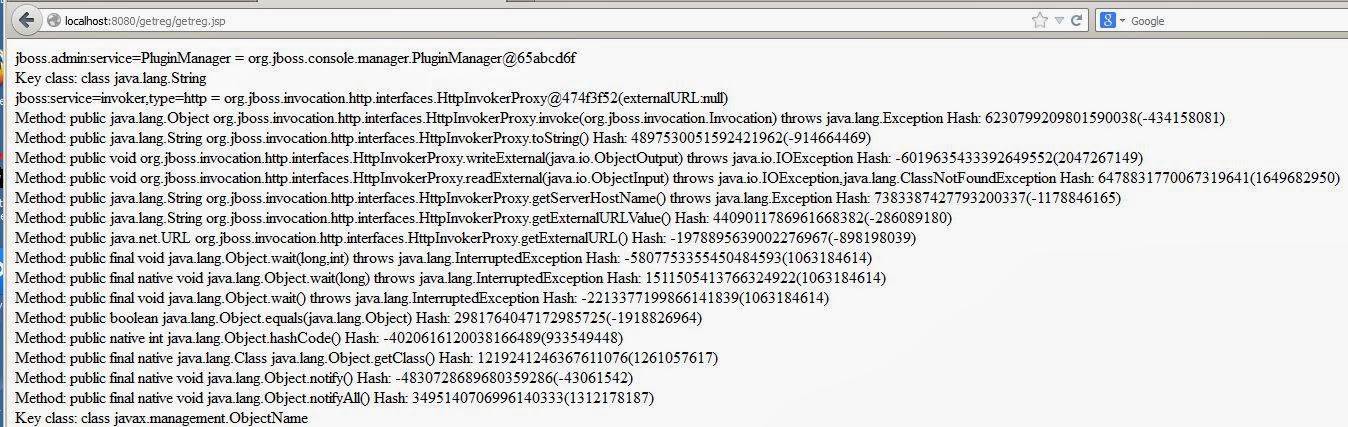 localhost:8080/getreg/getreg.jsp
Google
jboss.admin:service=PluginManager = org.jboss.console.manager.PluginManager@65abcd6f
Key class: class java.lang.String
jboss:service=invoker,type=http = org.jboss.invocation.http.interfaces.HttpInvokerProxy@474f3f52(externalURL:null)
Method: public java.lang.Object org.jboss.invocation.http.interfaces.HttpInvokerProxy.invoke(org.jboss.invocation.Invocation) throws java.lang.Exception Hash: 6230799209801590038(-434158081)
Method: public java.lang.String org.jboss.invocation.http.interfaces.HttpInvokerProxy.toString() Hash: 4897530051592421962(-914664469)
Method: public void org.jboss.invocation.http.interfaces.HttpInvokerProxy.writeExternal(java.io.ObjectOutput) throws java.io.IOException Hash: -6019635433392649552(2047267149)
Method: public void org.jboss.invocation.http.interfaces.HttpInvokerProxy.readExternal(java.io.ObjectInput) throws java.io.IOException,java.lang.ClassNotFoundException Hash: 6478831770067319641(1649682950)
Method: public java.lang.String org.jboss.invocation.http.interfaces.HttpInvokerProxy.getServerHostName() throws java.lang.Exception Hash: 7383387427793200337(-1178846165)
Method: public java.lang.String org.jboss.invocation.http.interfaces.HttpInvokerProxy.getExternalURLValue() Hash: 4409011786961668382(-286089180)
Method: public java.net.URL org.jboss.invocation.http.interfaces.HttpInvokerProxy.getExternalURL() Hash: -1978895639002276967(-898198039)
Method: public final void java.lang.Object.wait(long,int) throws java.lang.InterruptedException Hash: -5807753355450484593(1063184614)
Method: public final native void java.lang.Object.wait(long) throws java.lang.InterruptedException Hash: 1511505413766324922(1063184614)
Method: public final void java.lang.Object.wait() throws java.lang.InterruptedException Hash: -2213377199866141839(1063184614)
Method: public boolean java.lang.Object.equals(java.lang.Object) Hash: 2981764047172985725(-1918826964)
Method: public native int java.lang.Object.hashCode() Hash: -4020616120038166489(933549448)
Method: public final native java.lang.Class java.lang.Object.getClass() Hash: 1219241246367611076(1261057617)
Method: public final native void java.lang.Object.notify() Hash: -4830728689680359286(-43061542)
Method: public final native void java.lang.Object.notifyAll() Hash: 3495140706996140333(1312178187)
Key class: class javax.management.ObjectName